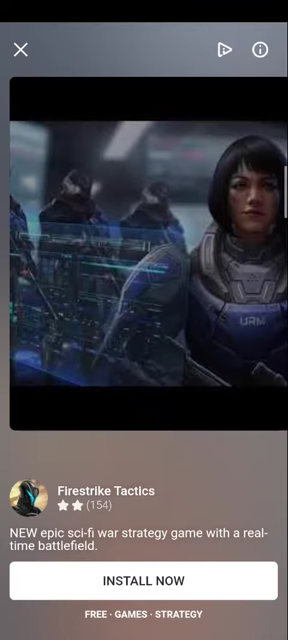 URM
Firestrike Tactics
(154)
NEW epic sci-fi war strategy game with a real-
time battlefield.
INSTALL NOW
FREE · GAMES · STRATEGY